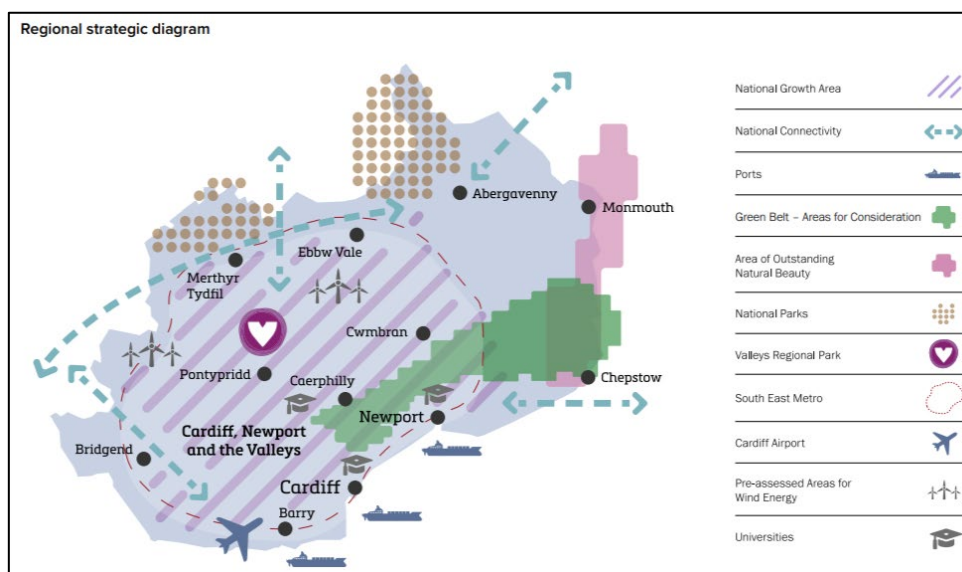 Regional strategic diagram
Abergavenny
Monmouth
Ebbw Vale
Merthyr
Tydfil
Cwmbran
Pontypridd
Caerphilly
Chepstow
Newport
Cardiff, Newport
and the Valleys
Bridgend
Cardiff
Barry
National Growth Area
National Connectivity
Ports
Green Belt – Areas for Consideration
Area of Outstanding
Natural Beauty
National Parks
Valleys Regional Park
South East Metro
Cardiff Airport
Pre-assessed Areas for
Wind Energy
Universities